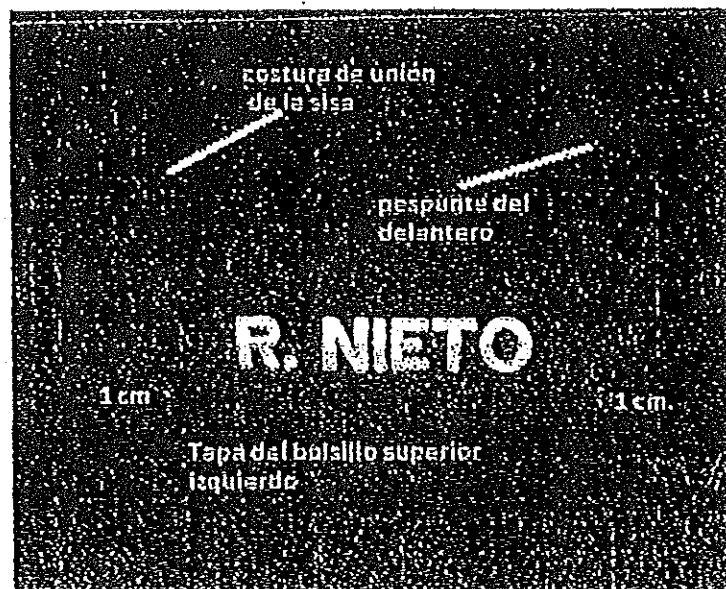 costura de unión
de la sisa
pespunte del
delantero
R. NIETO
1 cm
1 cm.
Tapa del bolsillo superior
izquierdo